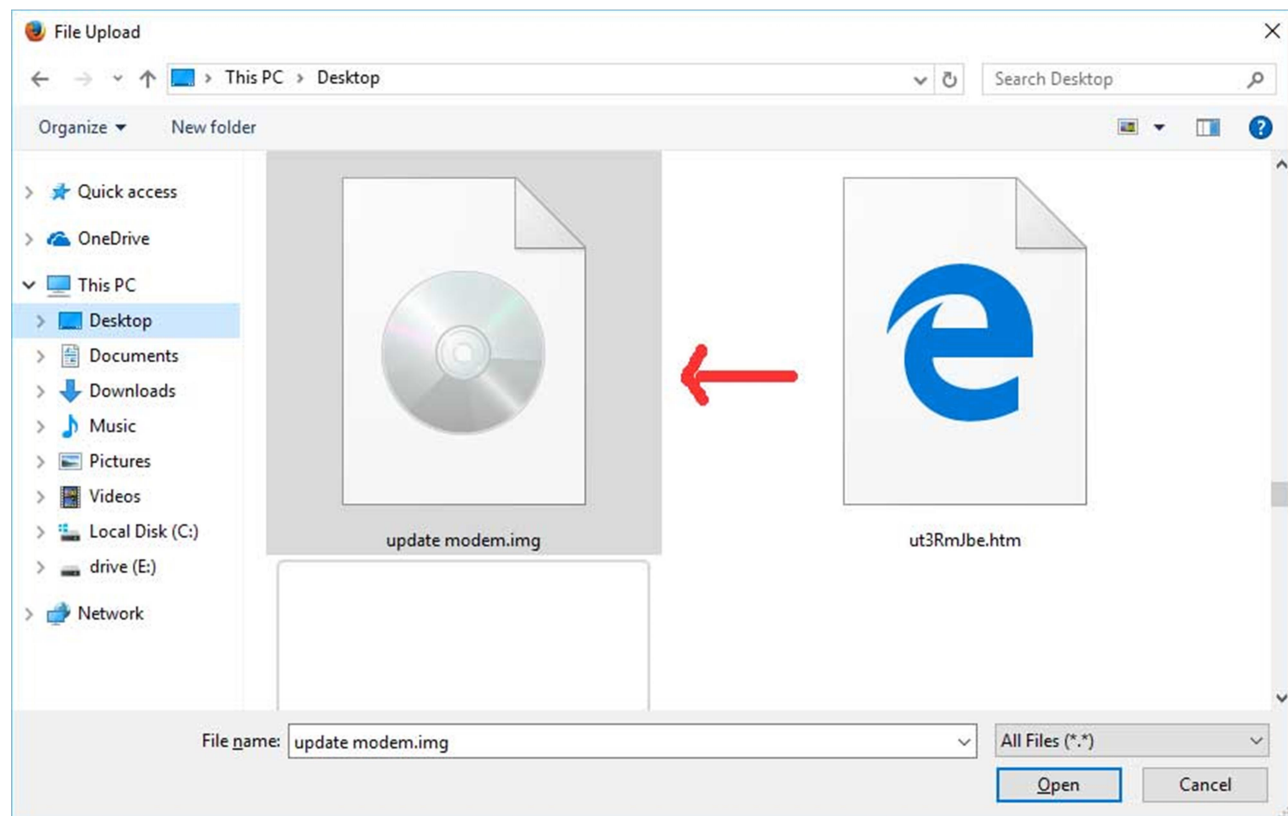 File Upload
This PC > Desktop
Search Desktop
Organize
New folder
Quick access
OneDrive
This PC
Desktop
Documents
Downloads
Music
Pictures
Videos
Local Disk (C:)
drive (E:)
Network
update modem.img
ut3RmJbe.htm
File name: update modem.img
All Files (*.*)
Open
Cancel